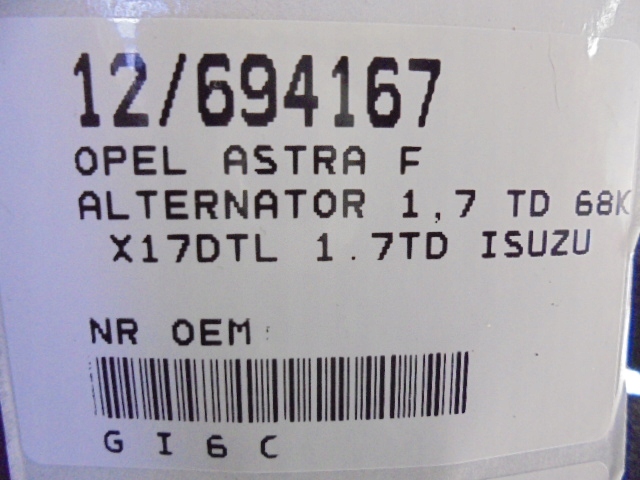 12/694167
OPEL ASTRA F
ALTERNATOR 1,7 TD 68K
X17DTL 1.7TD ISUZU
NR OEM:
G I 6 C